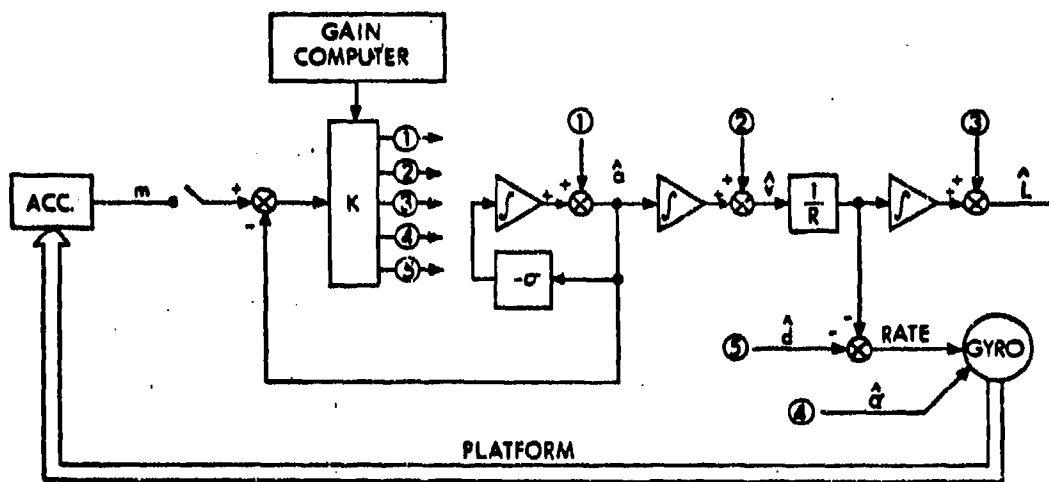 GAIN
COMPUTER
ACC.
m
+
-
K
①
②
③
④
⑤
∫
-σ
+
+
①
â
∫
+
+
②
v̂
1
R
∫
+
+
③
L̂
-
-
⑤
d̂
RATE
GYRO
④
α̂
PLATFORM